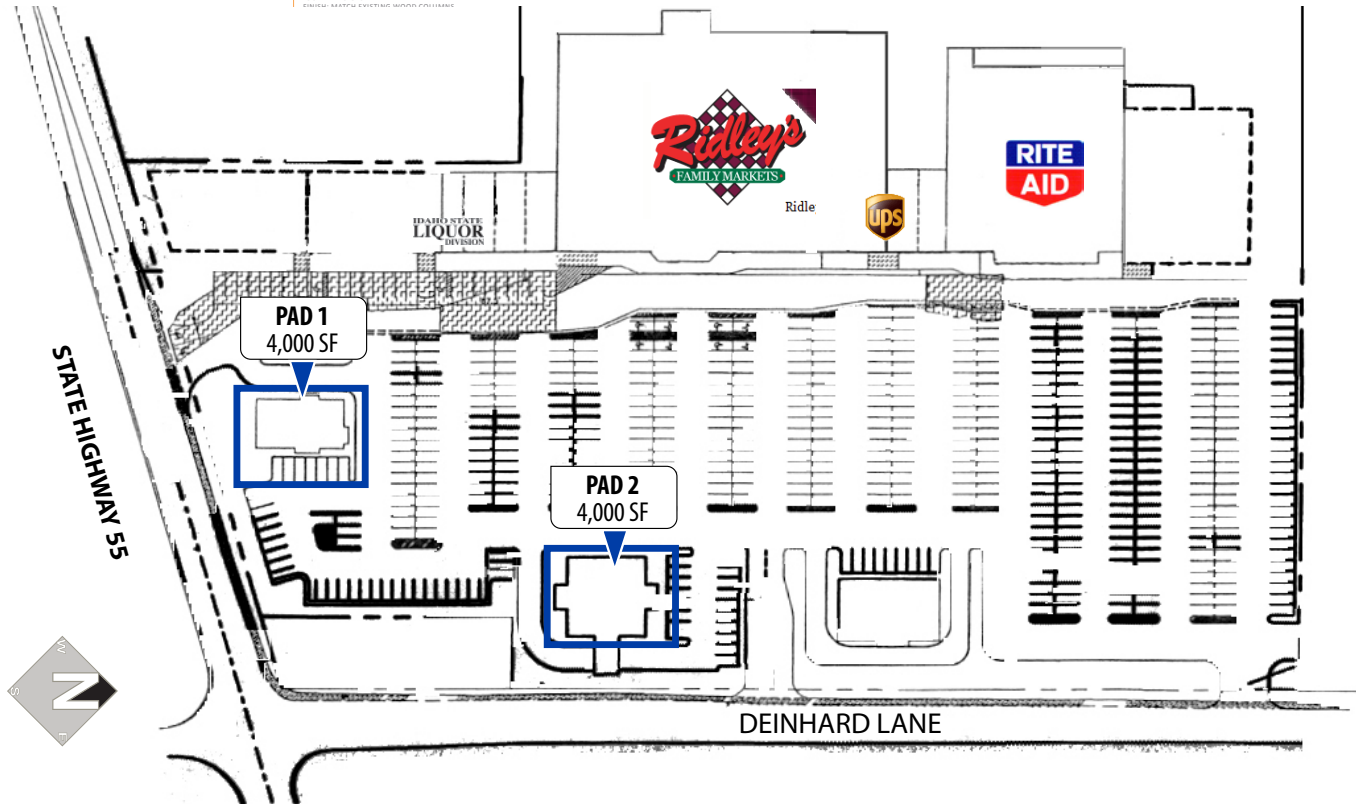 FINISH: MATCH EXISTING WOOD COLUMNS
Ridley's
FAMILY MARKETS
Ridle
RITE
AID
ups
IDAHO STATE
LIQUOR
DIVISION
PAD 1
4,000 SF
STATE HIGHWAY 55
PAD 2
4,000 SF
W
N
S
E
DEINHARD LANE